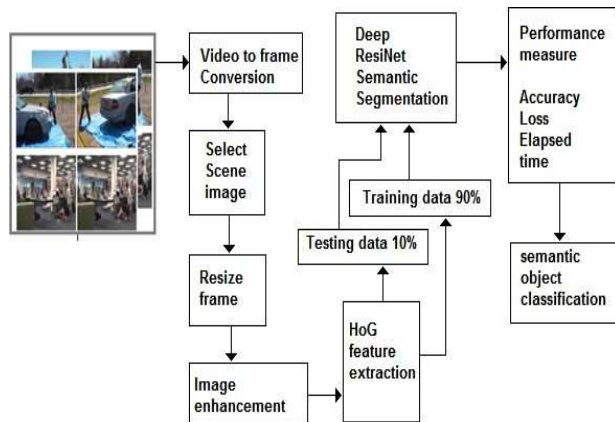 Video to frame
Conversion
Select
Scene
image
Resize
frame
Image
enhancement
HoG
feature
extraction
Testing data 10%
Training data 90%
Deep
ResiNet
Semantic
Segmentation
Performance
measure
Accuracy
Loss
Elapsed
time
semantic
object
classification